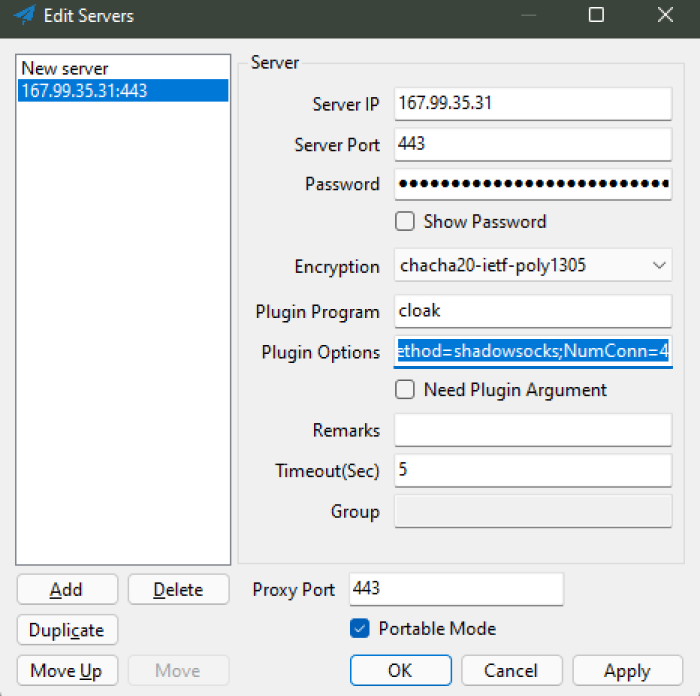 Edit Servers
New server
167.99.35.31:443
Server
Server IP 167.99.35.31
Server Port 443
Password ●●●●●●●●●●●●●●●●●●●●●●●●●●●
Show Password
Encryption chacha20-ietf-poly1305
Plugin Program cloak
Plugin Options ethod=shadowsocks;NumConn=4
Need Plugin Argument
Remarks
Timeout(Sec) 5
Group
Add Delete
Proxy Port 443
Duplicate
Portable Mode
Move Up Move
OK Cancel Apply